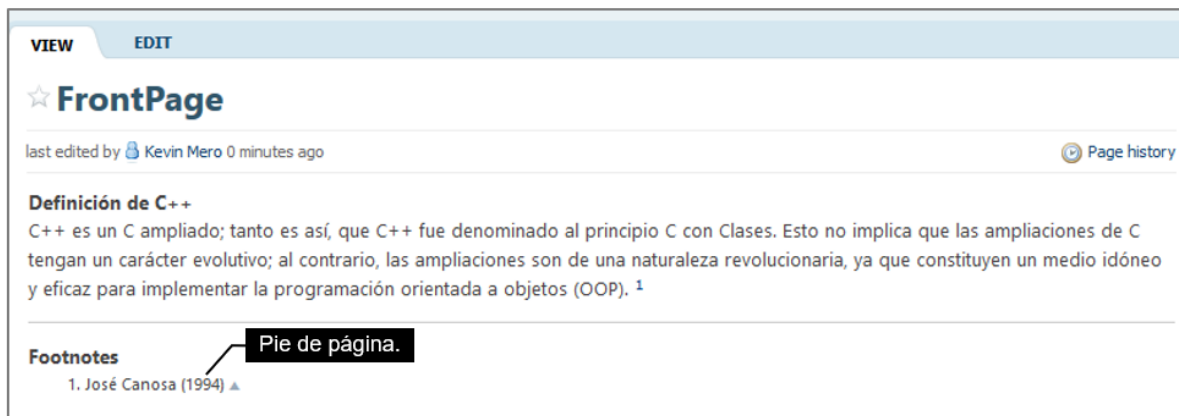 VIEW EDIT
FrontPage
last edited by Kevin Mero 0 minutes ago Page history
Definición de C++
C++ es un C ampliado; tanto es así, que C++ fue denominado al principio C con Clases. Esto no implica que las ampliaciones de C
tengan un carácter evolutivo; al contrario, las ampliaciones son de una naturaleza revolucionaria, ya que constituyen un medio idóneo
y eficaz para implementar la programación orientada a objetos (OOP). 1
Pie de página.
Footnotes
1. José Canosa (1994)